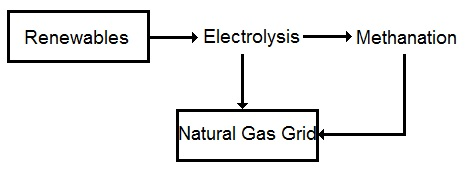 Renewables
Electrolysis
Methanation
Natural Gas Grid